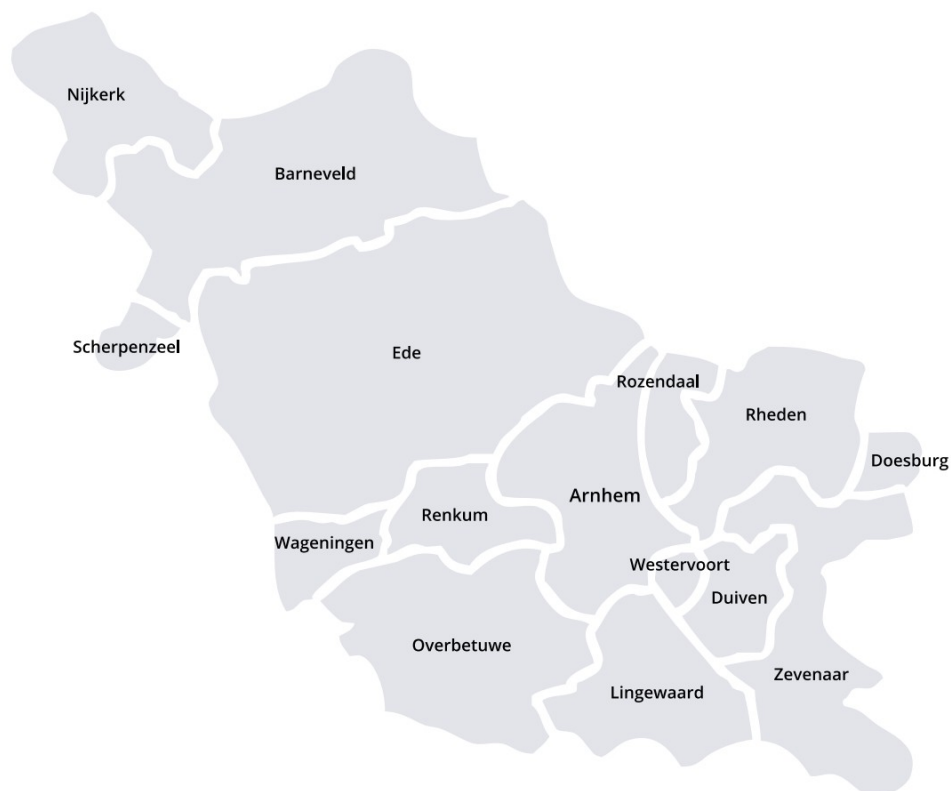 Nijkerk
Barneveld
Scherpenzeel
Ede
Rozendaal
Rheden
Doesburg
Arnhem
Renkum
Wageningen
Westervoort
Duiven
Overbetuwe
Zevenaar
Lingewaard